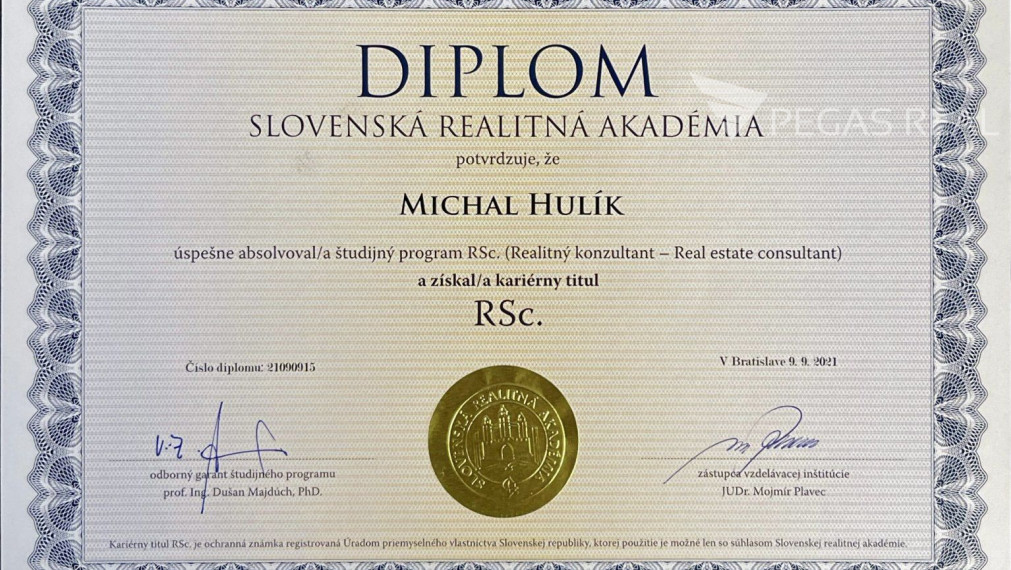 DIPLOM
SLOVENSKÁ REALITNÁ AKADÉMIA
PEGAS REAL
potvrdzuje, že
MICHAL HULÍK
úspešne absolvoval/a študijný program RSc. (Realitný konzultant – Real estate consultant)
a získal/a kariérny titul
RSc.
Číslo diplomu: 21090915
V Bratislave 9. 9. 2021
SLOVENSKÁ REALITNÁ AKADÉMIA
odborný garant študijného programu
prof. Ing. Dušan Majdúch, PhD.
zástupca vzdelávacej inštitúcie
JUDr. Mojmír Plavec
Kariérny titul RSc. je ochranná známka registrovaná Úradom priemyselného vlastníctva Slovenskej republiky, ktorej použitie je možné len so súhlasom Slovenskej realitnej akadémie.